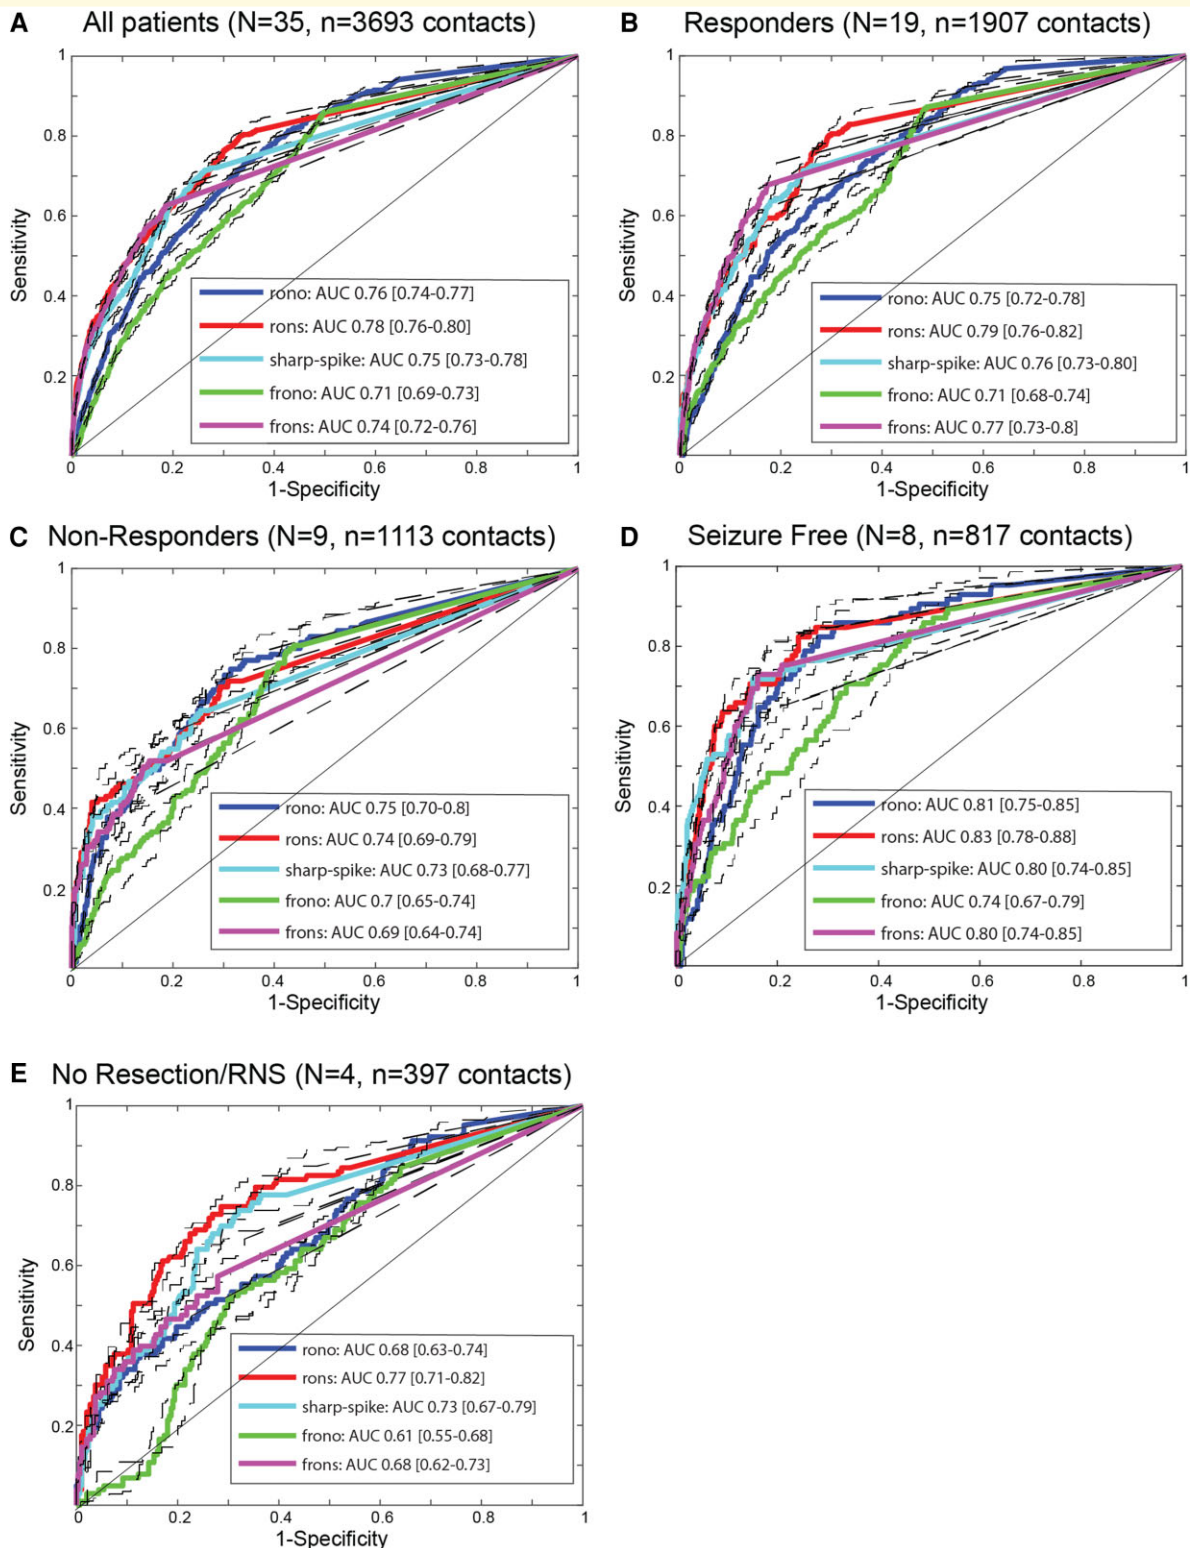 A All patients (N=35, n=3693 contacts)
1
0.8
0.6
0.4
0.2
0 0.2 0.4 0.6 0.8 1
Sensitivity
1-Specificity
rono: AUC 0.76 [0.74-0.77]
rons: AUC 0.78 [0.76-0.80]
sharp-spike: AUC 0.75 [0.73-0.78]
frono: AUC 0.71 [0.69-0.73]
frons: AUC 0.74 [0.72-0.76]
B Responders (N=19, n=1907 contacts)
1
0.8
0.6
0.4
0.2
0 0.2 0.4 0.6 0.8 1
Sensitivity
1-Specificity
rono: AUC 0.75 [0.72-0.78]
rons: AUC 0.79 [0.76-0.82]
sharp-spike: AUC 0.76 [0.73-0.80]
frono: AUC 0.71 [0.68-0.74]
frons: AUC 0.77 [0.73-0.8]
C Non-Responders (N=9, n=1113 contacts)
1
0.8
0.6
0.4
0.2
0 0.2 0.4 0.6 0.8 1
Sensitivity
1-Specificity
rono: AUC 0.75 [0.70-0.8]
rons: AUC 0.74 [0.69-0.79]
sharp-spike: AUC 0.73 [0.68-0.77]
frono: AUC 0.7 [0.65-0.74]
frons: AUC 0.69 [0.64-0.74]
D Seizure Free (N=8, n=817 contacts)
1
0.8
0.6
0.4
0.2
0 0.2 0.4 0.6 0.8 1
Sensitivity
1-Specificity
rono: AUC 0.81 [0.75-0.85]
rons: AUC 0.83 [0.78-0.88]
sharp-spike: AUC 0.80 [0.74-0.85]
frono: AUC 0.74 [0.67-0.79]
frons: AUC 0.80 [0.74-0.85]
E No Resection/RNS (N=4, n=397 contacts)
1
0.8
0.6
0.4
0.2
0 0.2 0.4 0.6 0.8 1
Sensitivity
1-Specificity
rono: AUC 0.68 [0.63-0.74]
rons: AUC 0.77 [0.71-0.82]
sharp-spike: AUC 0.73 [0.67-0.79]
frono: AUC 0.61 [0.55-0.68]
frons: AUC 0.68 [0.62-0.73]